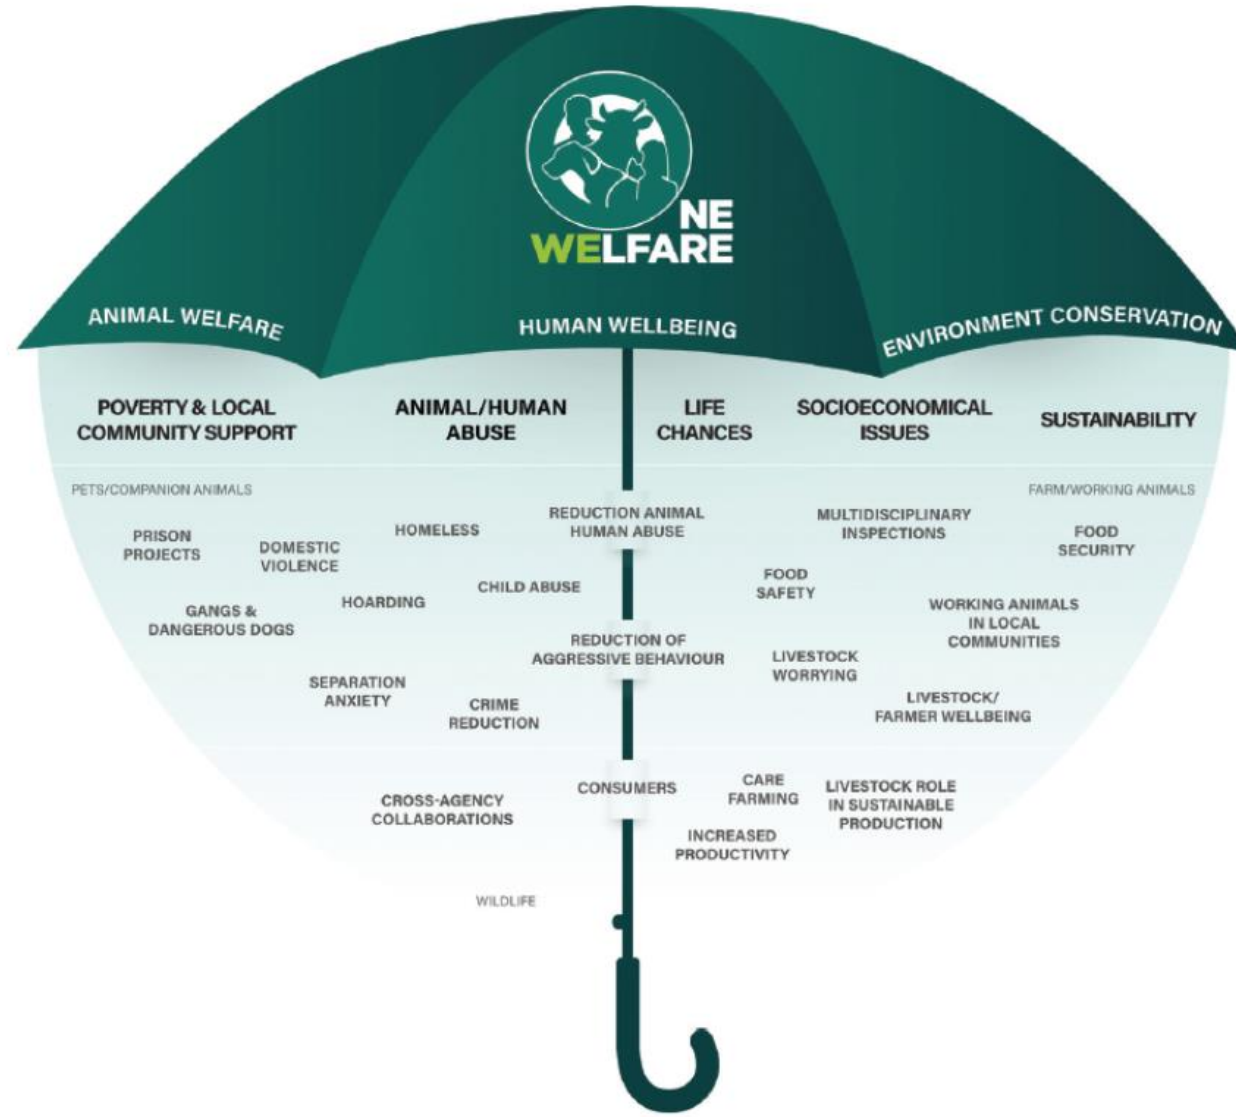 NE
WELFARE
ANIMAL WELFARE
HUMAN WELLBEING
ENVIRONMENT CONSERVATION
POVERTY & LOCAL
COMMUNITY SUPPORT
ANIMAL/HUMAN
ABUSE
LIFE
CHANCES
SOCIOECONOMICAL
ISSUES
SUSTAINABILITY
PETS/COMPANION ANIMALS
FARM/WORKING ANIMALS
PRISON
PROJECTS
DOMESTIC
VIOLENCE
HOMELESS
REDUCTION ANIMAL
HUMAN ABUSE
MULTIDISCIPLINARY
INSPECTIONS
FOOD
SECURITY
GANGS &
DANGEROUS DOGS
HOARDING
CHILD ABUSE
FOOD
SAFETY
WORKING ANIMALS
IN LOCAL
COMMUNITIES
REDUCTION OF
AGGRESSIVE BEHAVIOUR
LIVESTOCK
WORRYING
SEPARATION
ANXIETY
CRIME
REDUCTION
LIVESTOCK/
FARMER WELLBEING
CROSS-AGENCY
COLLABORATIONS
CONSUMERS
CARE
FARMING
LIVESTOCK ROLE
IN SUSTAINABLE
PRODUCTION
INCREASED
PRODUCTIVITY
WILDLIFE